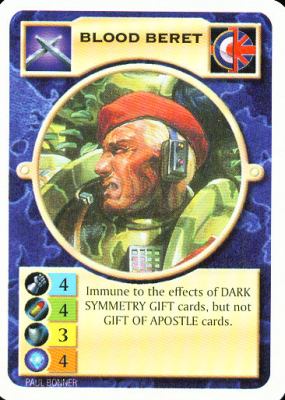 BLOOD BERET
Immune to the effects of DARK
SYMMETRY GIFT cards, but not
GIFT OF APOSTLE cards.
4
4
3
4
PAUL BONNER